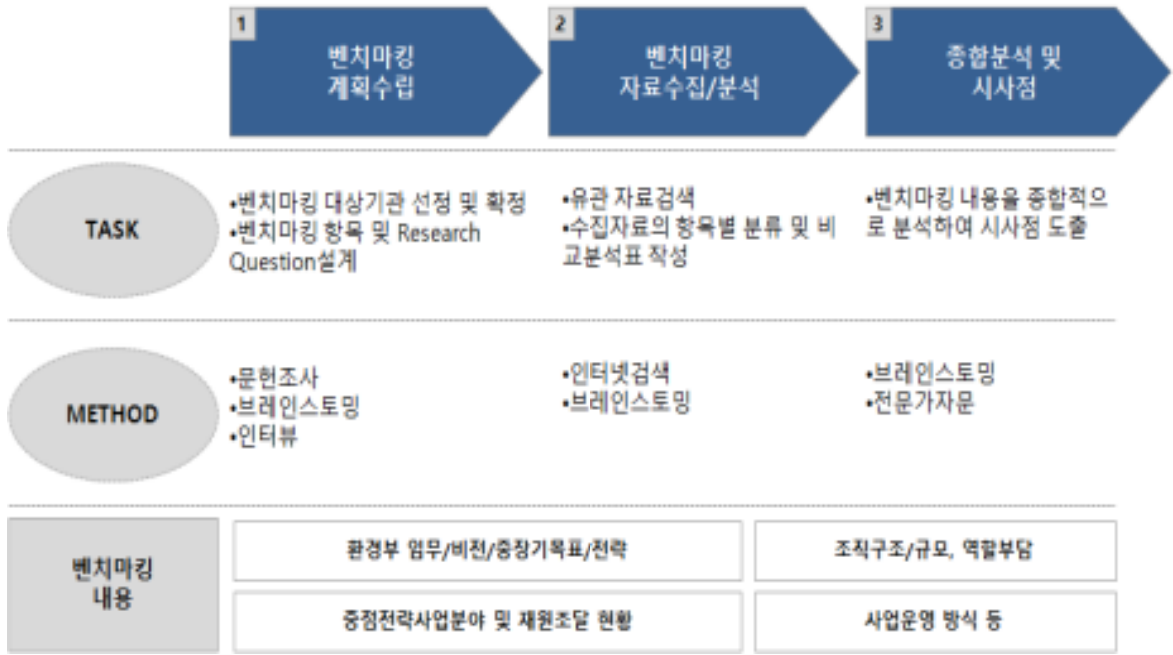 1
벤치마킹
계획수립
2
벤치마킹
자료수집/분석
3
종합분석 및
시사점
TASK
•벤치마킹 대상기관 선정 및 확정
•벤치마킹 항목 및 Research
Question설계
•유관 자료검색
•수집자료의 항목별 분류 및 비
교분석표 작성
•벤치마킹 내용을 종합적으
로 분석하여 시사점 도출
METHOD
•문헌조사
•브레인스토밍
•인터뷰
•인터넷검색
•브레인스토밍
•브레인스토밍
•전문가자문
벤치마킹
내용
환경부 임무/비전/중장기목표/전략
조직구조/규모, 역할부담
중점전략사업분야 및 재원조달 현황
사업운영 방식 등